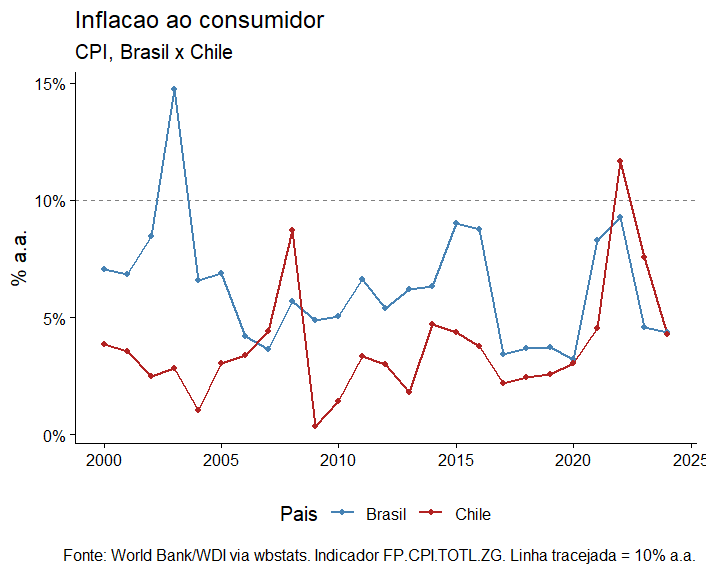 Inflacao ao consumidor
CPI, Brasil x Chile
15%
10%
5%
0%
% a.a.
2000 2005 2010 2015 2020 2025
Pais Brasil Chile
Fonte: World Bank/WDI via wbstats. Indicador FP.CPI.TOTL.ZG. Linha tracejada = 10% a.a.